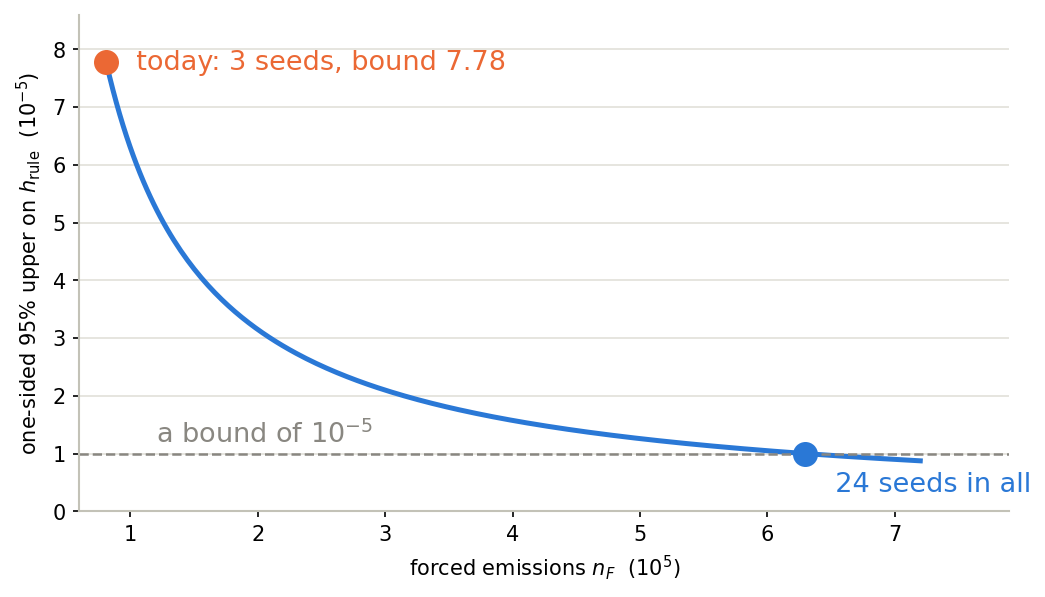 today: 3 seeds, bound 7.78
a bound of 10⁻⁵
24 seeds in all
one-sided 95% upper on h_rule (10⁻⁵)
8
7
6
5
4
3
2
1
0
1 2 3 4 5 6 7
forced emissions n_F (10⁵)